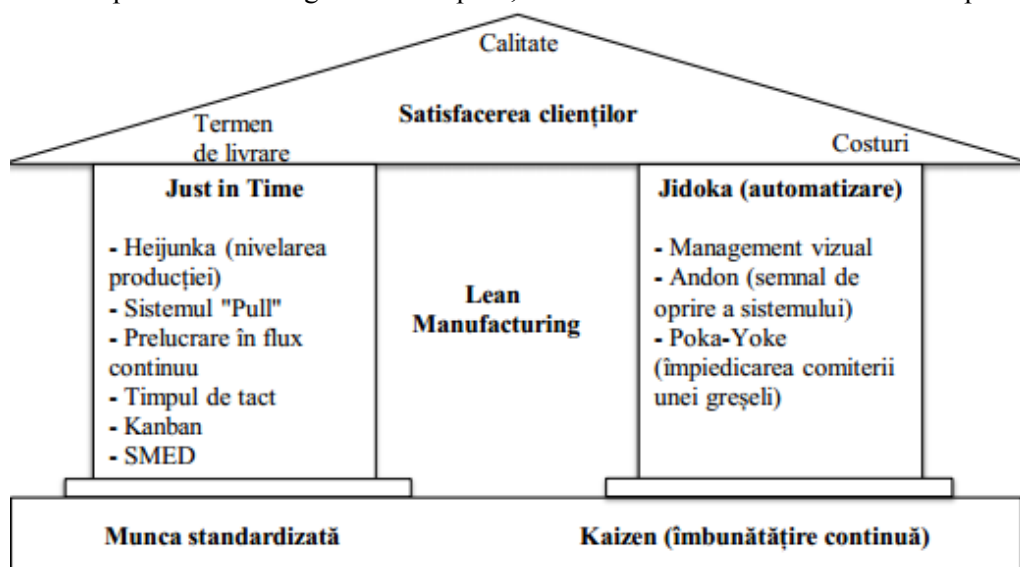 Calitate
Satisfacerea clienților
Termen
de livrare
Costuri
Just in Time
- Heijunka (nivelarea
producției)
- Sistemul "Pull"
- Prelucrare în flux
continuu
- Timpul de tact
- Kanban
- SMED
Lean
Manufacturing
Jidoka (automatizare)
- Management vizual
- Andon (semnal de
oprire a sistemului)
- Poka-Yoke
(împiedicarea comiterii
unei greșeli)
Munca standardizată
Kaizen (îmbunătățire continuă)